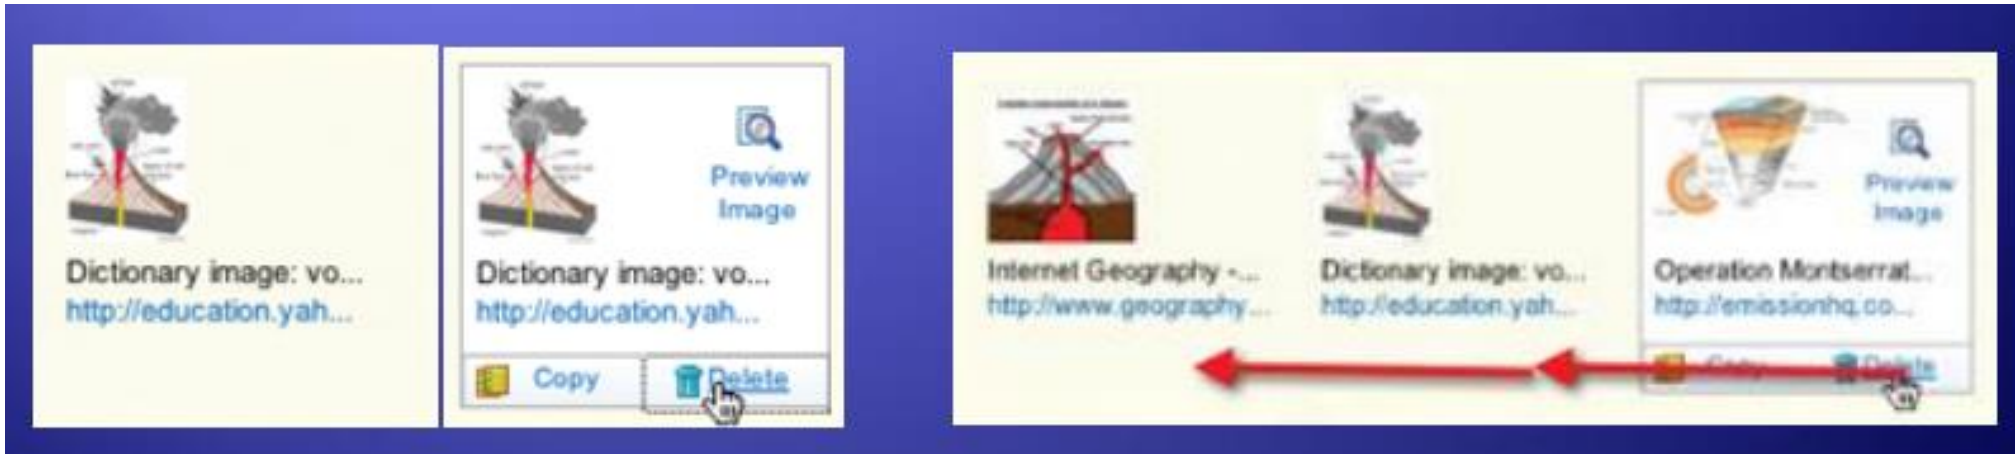 Dictionary image: vo...
http://education.yah...
Preview
Image
Dictionary image: vo...
http://education.yah...
Copy
Delete
Internet Geography -...
http://www.geography...
Dictionary image: vo...
http://education.yah...
Preview
Image
Operation Montserrat...
http://emissionhq.co...
Copy
Delete